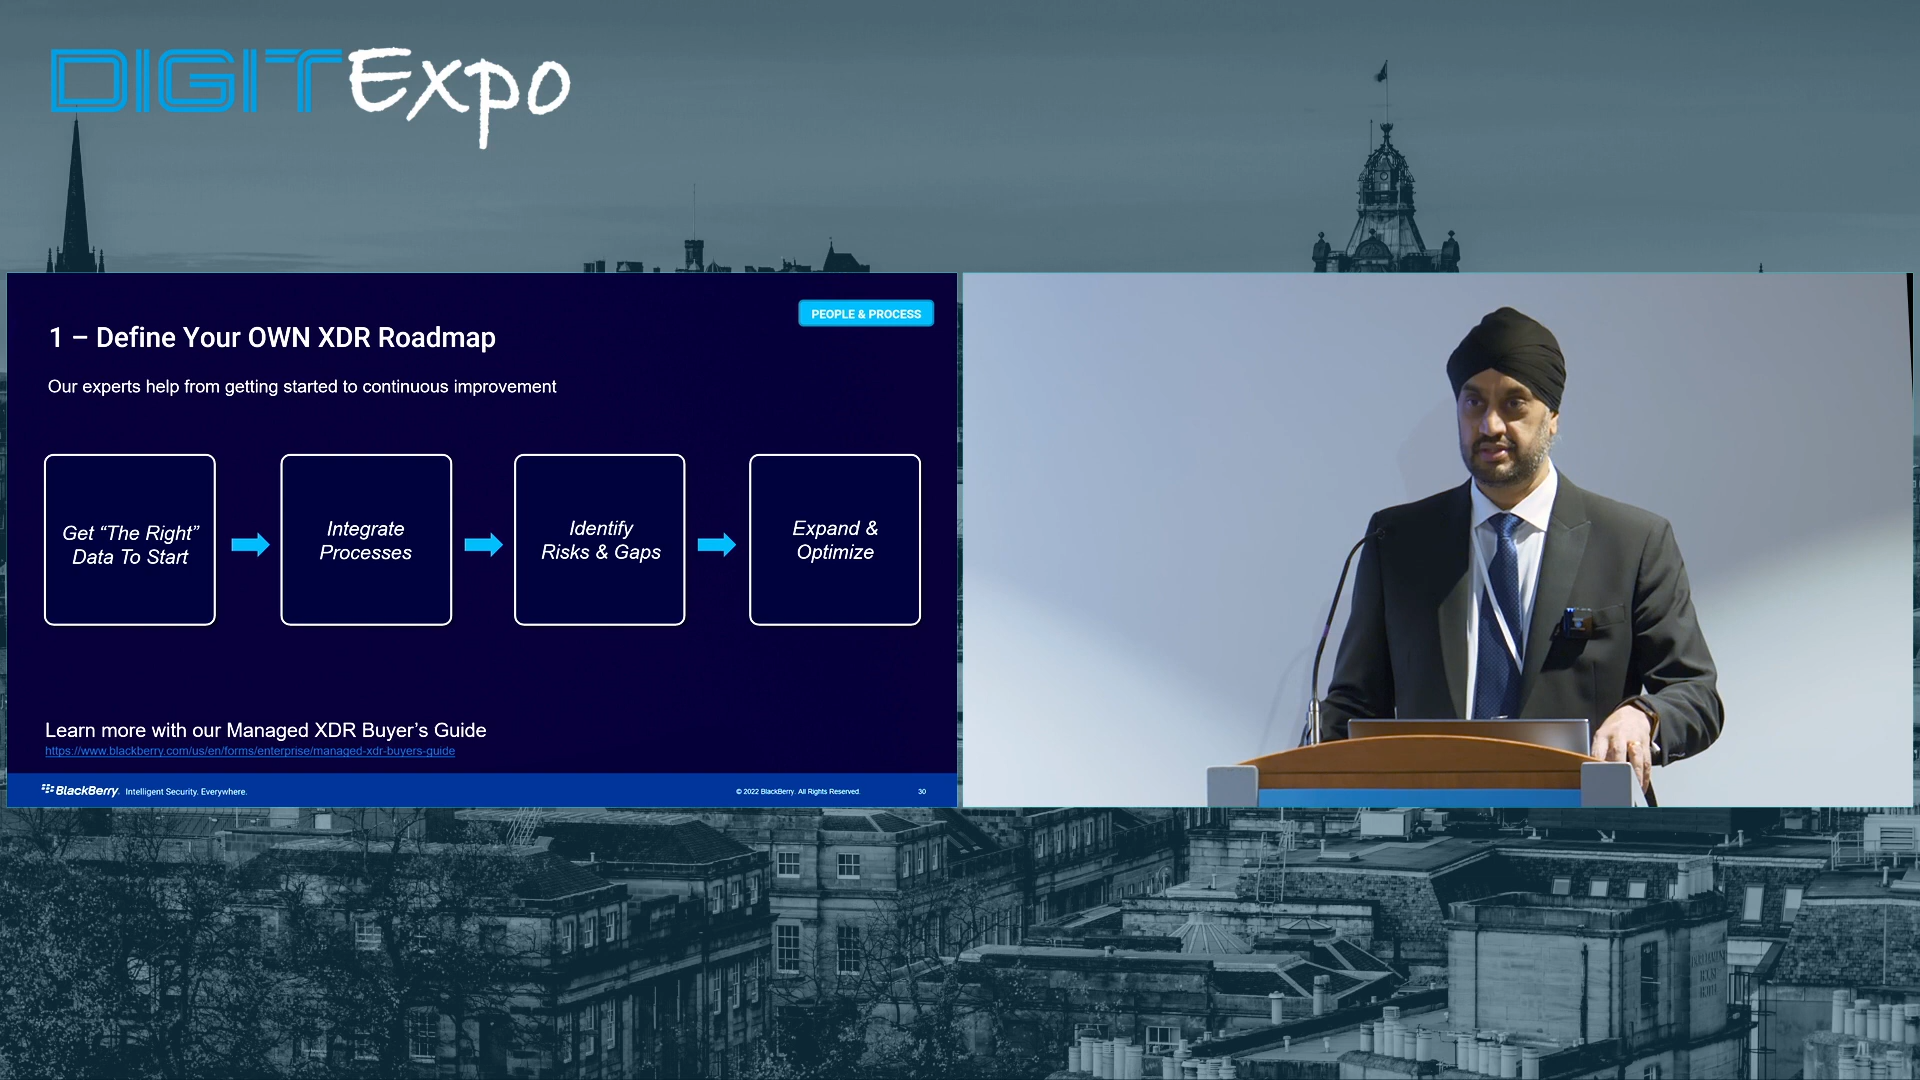 DIGITExpo
PEOPLE & PROCESS
1 – Define Your OWN XDR Roadmap
Our experts help from getting started to continuous improvement
Get “The Right”
Data To Start
Integrate
Processes
Identify
Risks & Gaps
Expand &
Optimize
Learn more with our Managed XDR Buyer’s Guide
https://www.blackberry.com/us/en/forms/enterprise/managed-xdr-buyers-guide
BlackBerry. Intelligent Security. Everywhere.
© 2022 BlackBerry. All Rights Reserved.
30